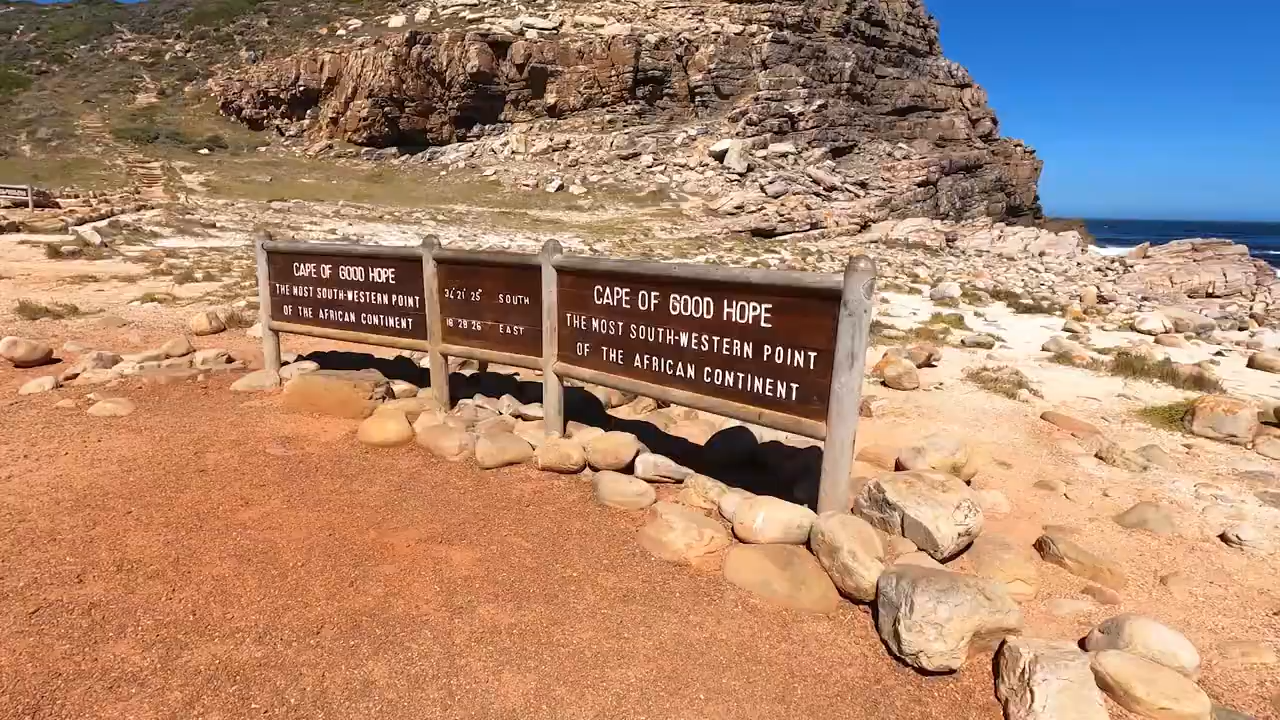 CAPE OF GOOD HOPE
THE MOST SOUTH-WESTERN POINT
OF THE AFRICAN CONTINENT
34° 21' 25" SOUTH
18° 28' 26" EAST
CAPE OF GOOD HOPE
THE MOST SOUTH-WESTERN POINT
OF THE AFRICAN CONTINENT